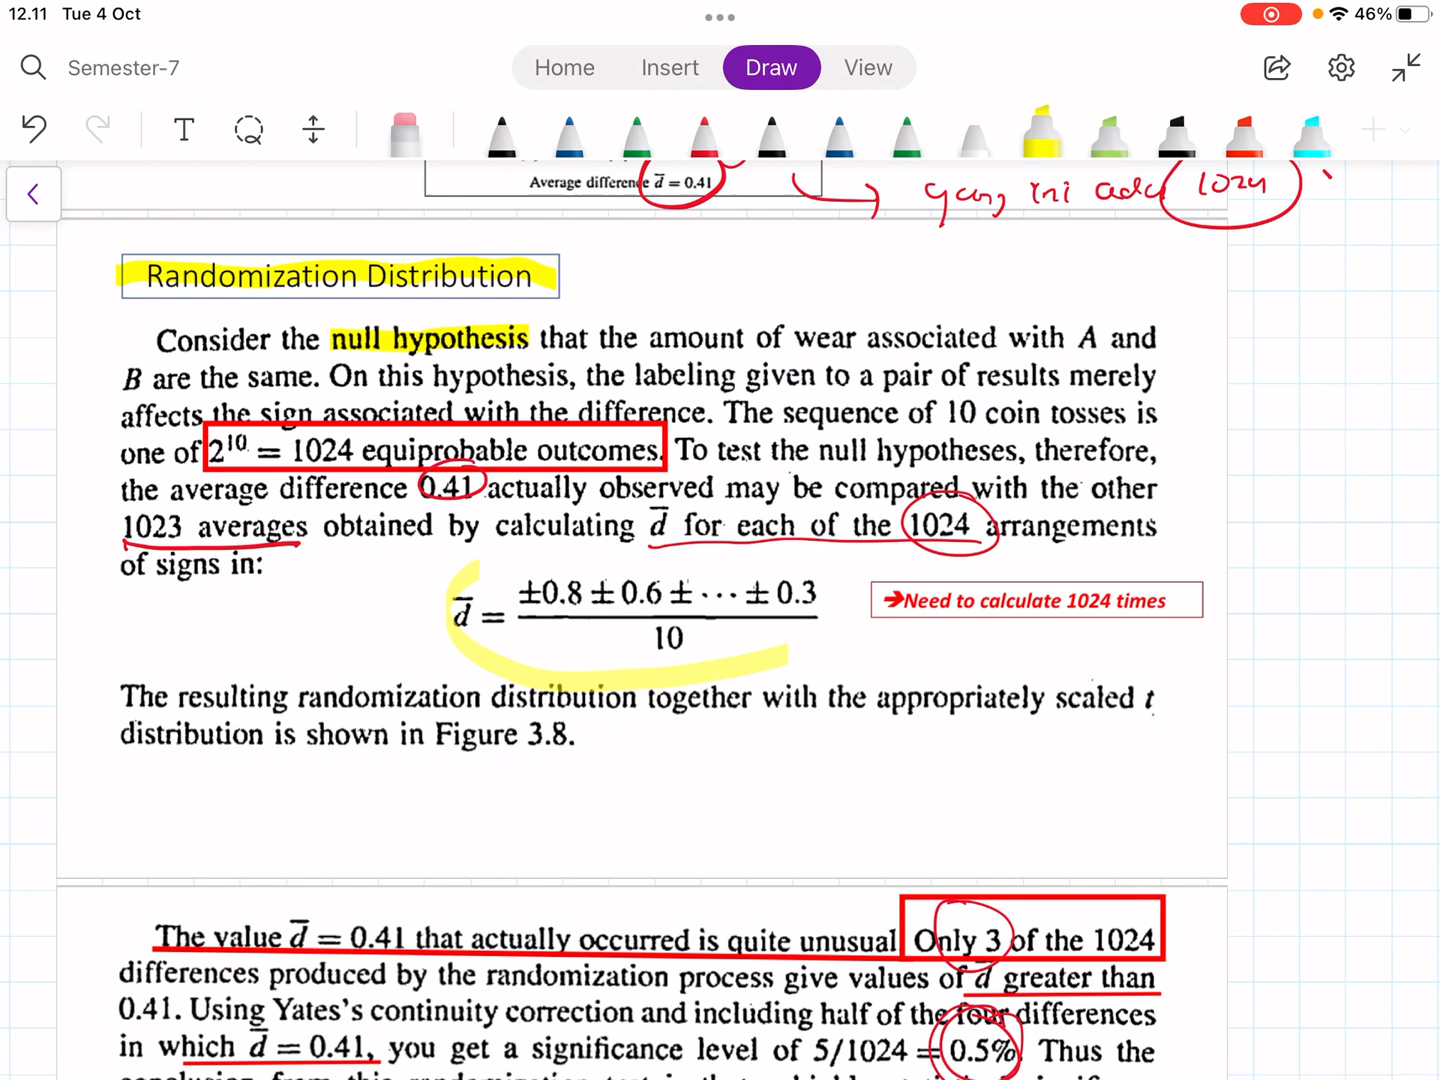 12.11 Tue 4 Oct
46%
Semester-7
Home Insert Draw View
T
Average difference d̅ = 0.41
yang ini ada 1024
Randomization Distribution
Consider the null hypothesis that the amount of wear associated with A and
B are the same. On this hypothesis, the labeling given to a pair of results merely
affects the sign associated with the difference. The sequence of 10 coin tosses is
one of 2¹⁰ = 1024 equiprobable outcomes. To test the null hypotheses, therefore,
the average difference 0.41 actually observed may be compared with the other
1023 averages obtained by calculating d̅ for each of the 1024 arrangements
of signs in:
d̅ = ±0.8 ± 0.6 ± ··· ± 0.3
10
➔Need to calculate 1024 times
The resulting randomization distribution together with the appropriately scaled t
distribution is shown in Figure 3.8.
The value d̅ = 0.41 that actually occurred is quite unusual. Only 3 of the 1024
differences produced by the randomization process give values of d̅ greater than
0.41. Using Yates's continuity correction and including half of the four differences
in which d̅ = 0.41, you get a significance level of 5/1024 = 0.5%. Thus the